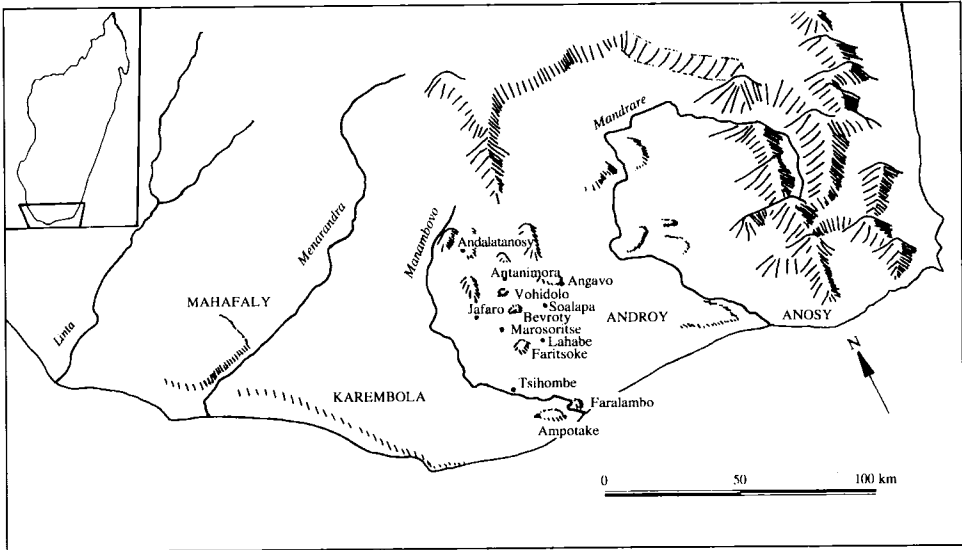 Mandrare
Menarandra
Manambovo
Andalatanosy
Antanimora
Angavo
MAHAFALY
Vohidolo
Soalapa
Jafaro
Bevroty
ANDROY
ANOSY
Linta
Marosoritse
Lahabe
Faritsoke
N
Tsihombe
KAREMBOLA
Faralambo
Ampotake
0 50 100 km